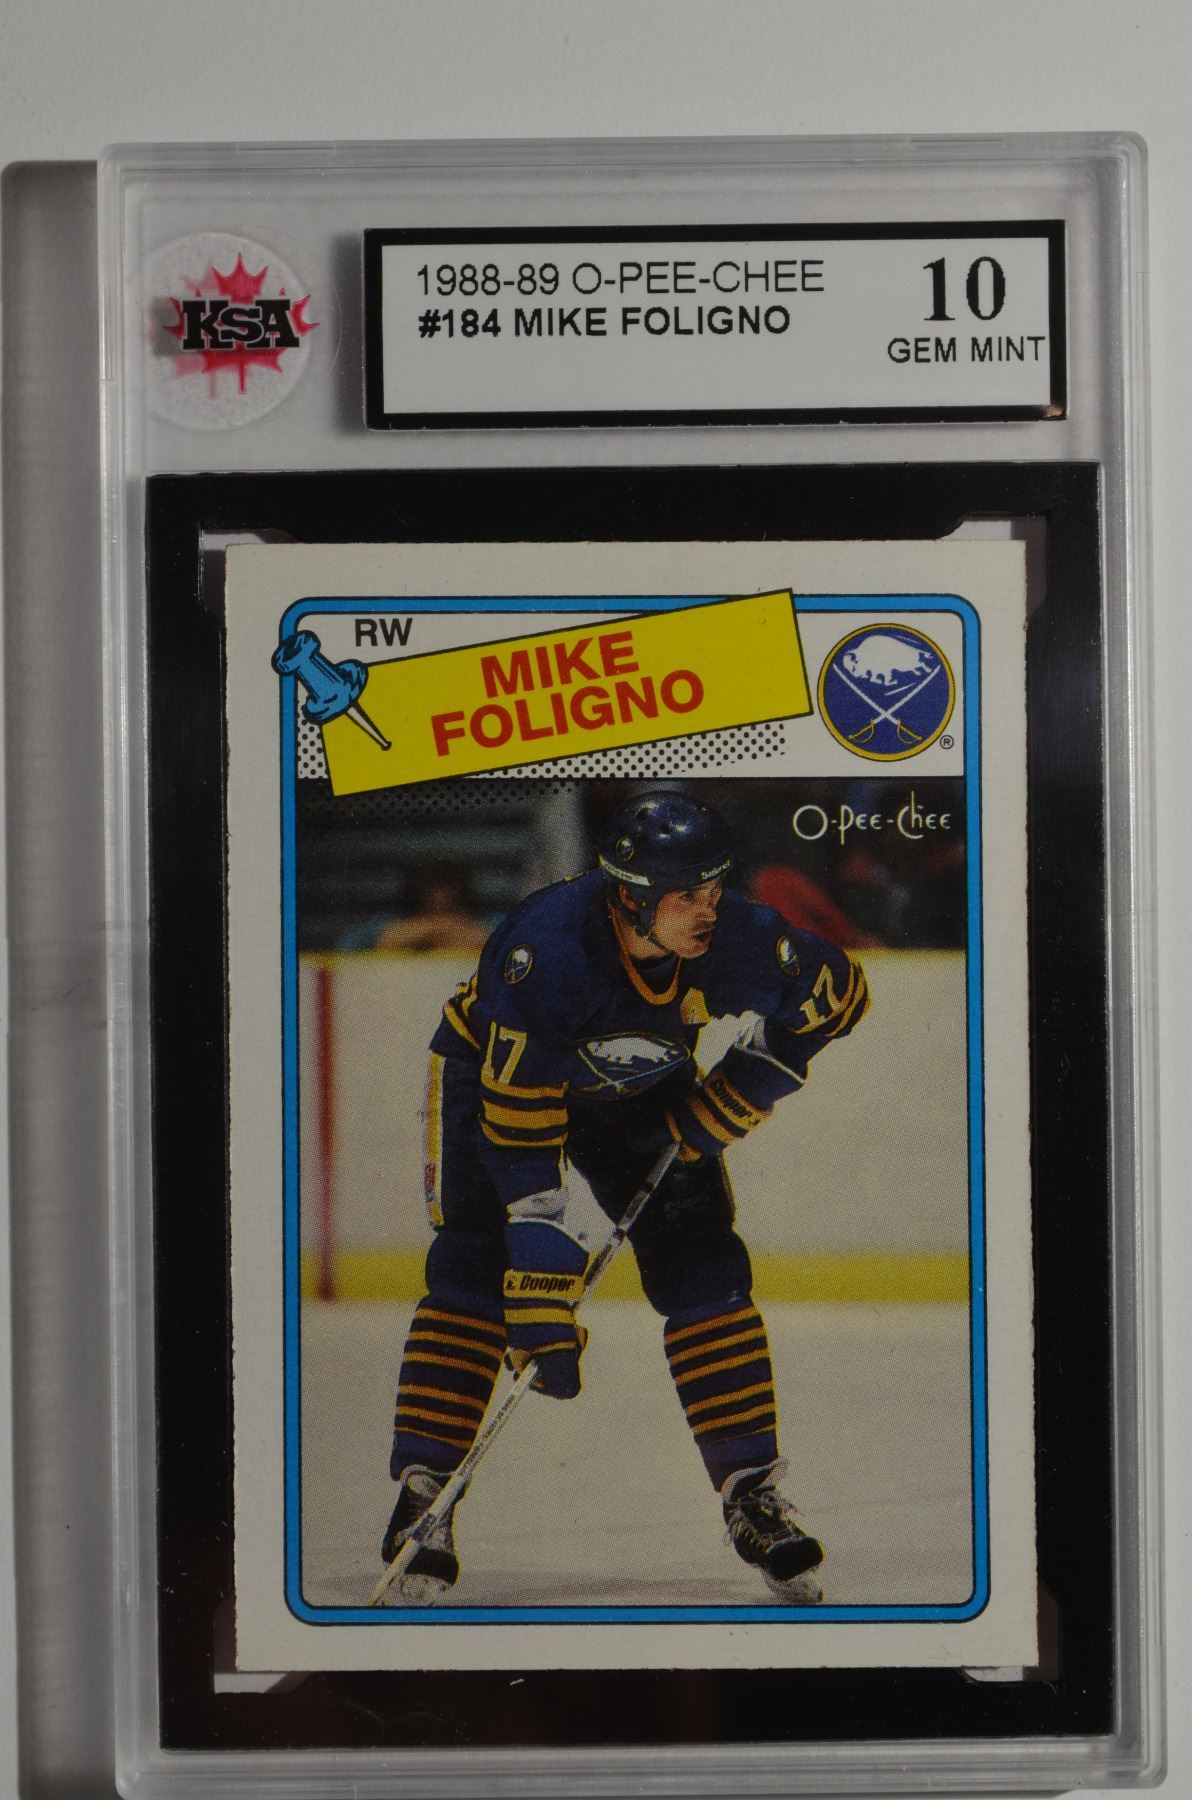 KSA
1988-89 O-PEE-CHEE
#184 MIKE FOLIGNO
10
GEM MINT
RW
MIKE
FOLIGNO
®
O-Pee-Chee
17
17
A
Cooper
Cooper